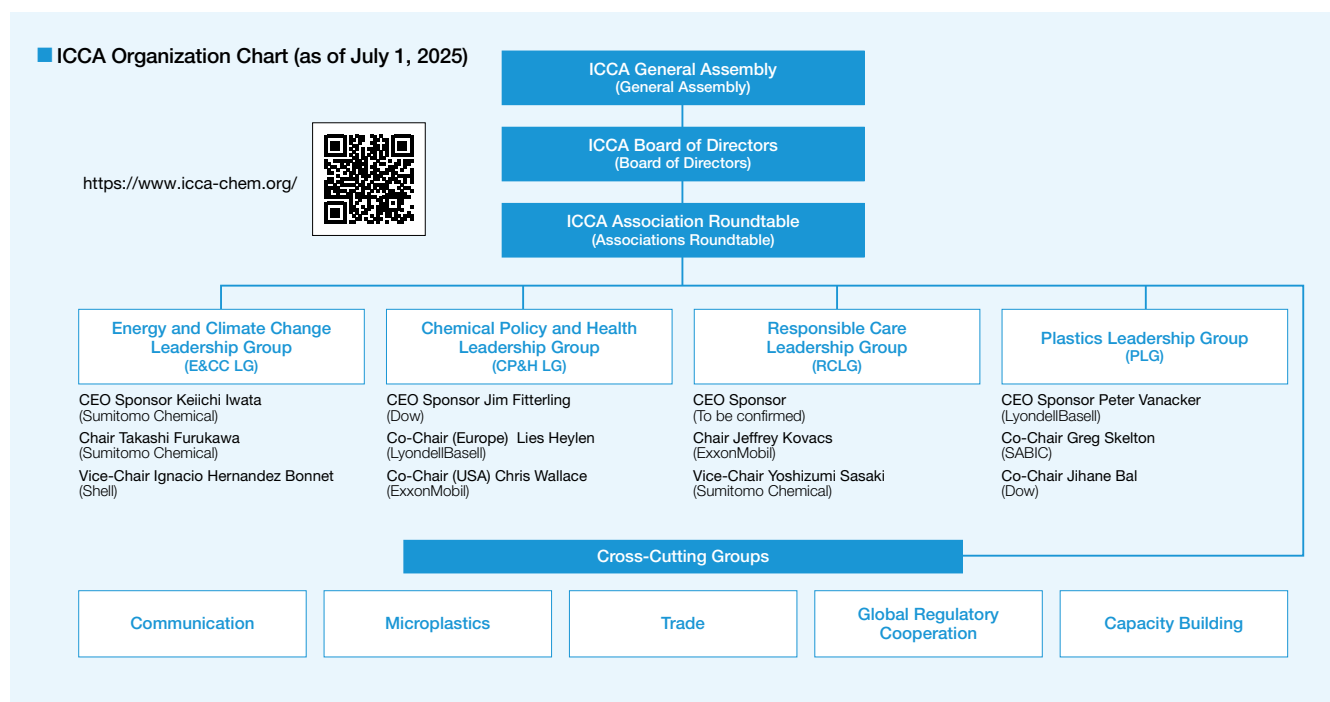 ICCA Organization Chart (as of July 1, 2025)
https://www.icca-chem.org/
ICCA General Assembly
(General Assembly)
ICCA Board of Directors
(Board of Directors)
ICCA Association Roundtable
(Associations Roundtable)
Energy and Climate Change
Leadership Group
(E&CC LG)
CEO Sponsor Keiichi Iwata
(Sumitomo Chemical)
Chair Takashi Furukawa
(Sumitomo Chemical)
Vice-Chair Ignacio Hernandez Bonnet
(Shell)
Chemical Policy and Health
Leadership Group
(CP&H LG)
CEO Sponsor Jim Fitterling
(Dow)
Co-Chair (Europe)  Lies Heylen
(LyondellBasell)
Co-Chair (USA) Chris Wallace
(ExxonMobil)
Responsible Care
Leadership Group
(RCLG)
CEO Sponsor
(To be confirmed)
Chair Jeffrey Kovacs
(ExxonMobil)
Vice-Chair Yoshizumi Sasaki
(Sumitomo Chemical)
Plastics Leadership Group
(PLG)
CEO Sponsor Peter Vanacker
(LyondellBasell)
Co-Chair Greg Skelton
(SABIC)
Co-Chair Jihane Bal
(Dow)
Cross-Cutting Groups
Communication
Microplastics
Trade
Global Regulatory
Cooperation
Capacity Building